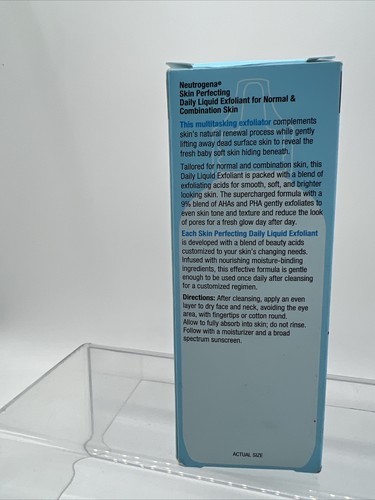 Neutrogena®
Skin Perfecting
Daily Liquid Exfoliant for Normal &
Combination Skin
This multitasking exfoliator complements
skin's natural renewal process while gently
lifting away dead surface skin to reveal the
fresh baby soft skin hiding beneath.
Tailored for normal and combination skin, this
Daily Liquid Exfoliant is packed with a blend of
exfoliating acids for smooth, soft, and brighter
looking skin. The supercharged formula with a
9% blend of AHAs and PHA gently exfoliates to
even skin tone and texture and reduce the look
of pores for a fresh glow day after day.
Each Skin Perfecting Daily Liquid Exfoliant
is developed with a blend of beauty acids
customized to your skin's changing needs.
Infused with nourishing moisture-binding
ingredients, this effective formula is gentle
enough to be used once daily after cleansing
for a customized regimen.
Directions: After cleansing, apply an even
layer to dry face and neck, avoiding the eye
area, with fingertips or cotton round.
Allow to fully absorb into skin; do not rinse.
Follow with a moisturizer and a broad
spectrum sunscreen.
ACTUAL SIZE